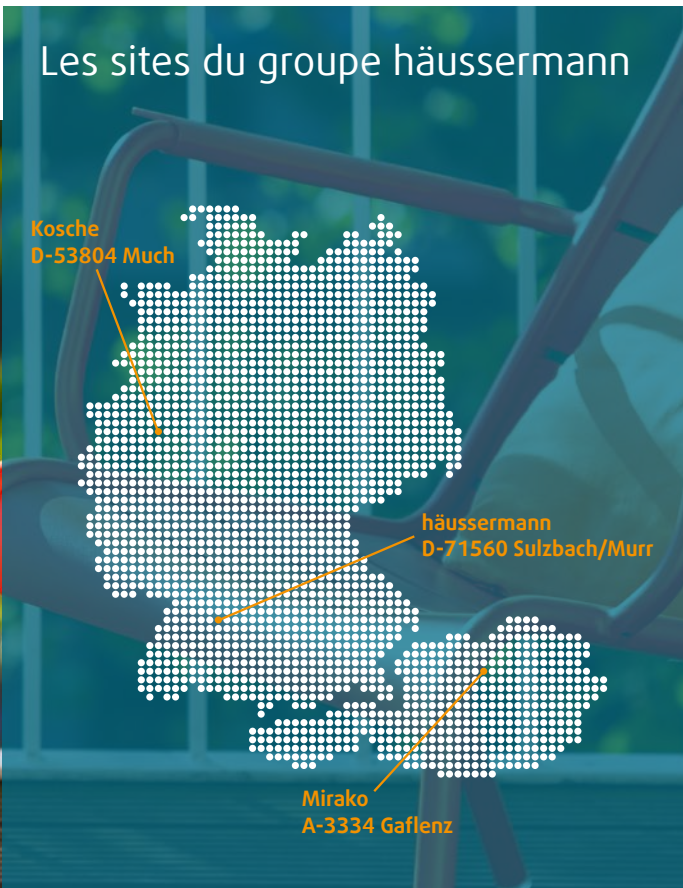 Les sites du groupe häussermann
Kosche
D-53804 Much
häussermann
D-71560 Sulzbach/Murr
Mirako
A-3334 Gaflenz